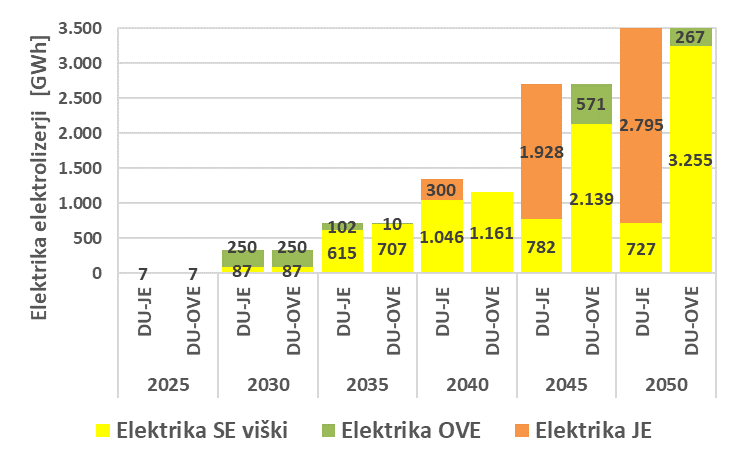 Elektrika elektrolizerji [GWh]
3.500
3.000
2.500
2.000
1.500
1.000
500
0
7
7
250
87
250
87
102
615
10
707
300
1.046
1.161
1.928
782
571
2.139
2.795
727
267
3.255
DU-JE
DU-OVE
DU-JE
DU-OVE
DU-JE
DU-OVE
DU-JE
DU-OVE
DU-JE
DU-OVE
DU-JE
DU-OVE
2025
2030
2035
2040
2045
2050
Elektrika SE viški
Elektrika OVE
Elektrika JE